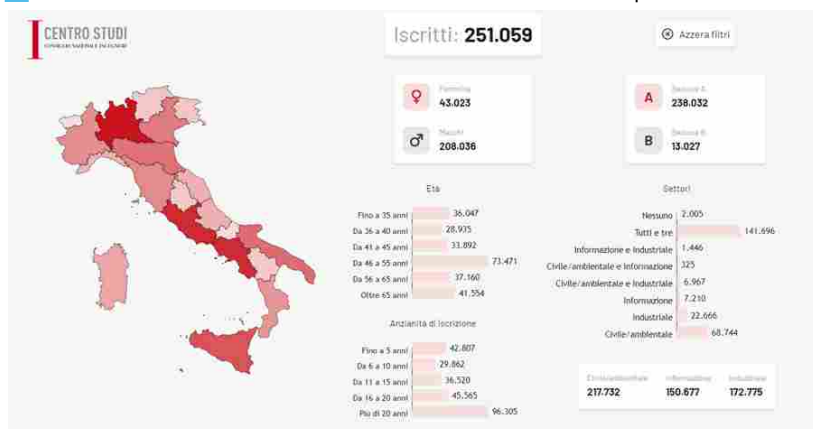 CENTRO STUDI
CONSIGLIO NAZIONALE INGEGNERI
Iscritti: 251.059
Azzera filtri
Femmine
43.023
Maschi
208.036
A
Sezione A
238.032
B
Sezione B
13.027
Età
Fino a 35 anni 36.047
Da 36 a 40 anni 28.935
Da 41 a 45 anni 33.892
Da 46 a 55 anni 73.471
Da 56 a 65 anni 37.160
Oltre 65 anni 41.554
Anzianità di iscrizione
Fino a 5 anni 42.807
Da 6 a 10 anni 29.862
Da 11 a 15 anni 36.520
Da 16 a 20 anni 45.565
Più di 20 anni 96.305
Settori
Nessuno 2.005
Tutti e tre 141.696
Informazione e Industriale 1.446
Civile/ambientale e Informazione 325
Civile/ambientale e Industriale 6.967
Informazione 7.210
Industriale 22.666
Civile/ambientale 68.744
Civile/ambientale Informazione Industriale
217.732 150.677 172.775